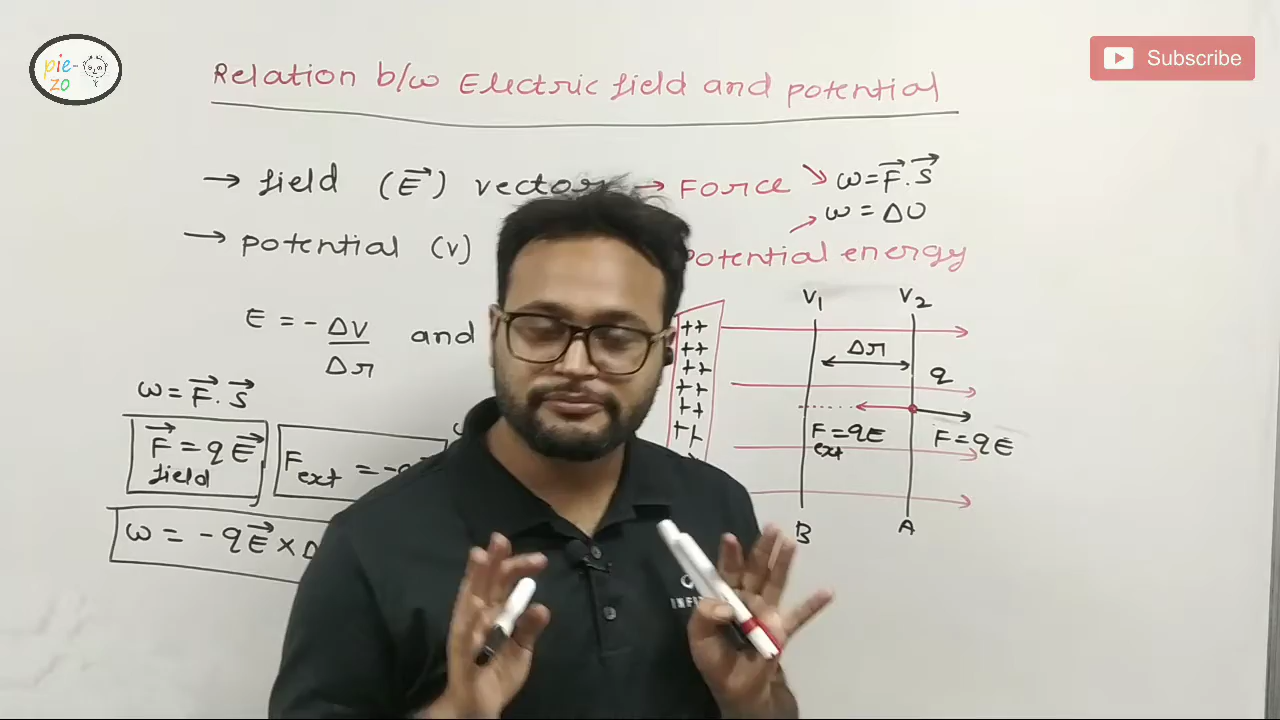 pie-
zo
Subscribe
Relation b/w Electric field and potential
→ field (E⃗) vector → Force ↘ w = F⃗.S⃗
w = ΔU
→ potential (v)
potential energy
E = - ΔV/Δr and
w = F⃗.S⃗
F⃗ = qE⃗
field
F ext =
w = -qE⃗ ×
V₁ V₂
Δr
q
++
++
++
++
++
++
F ext = qE
F = qE
B A